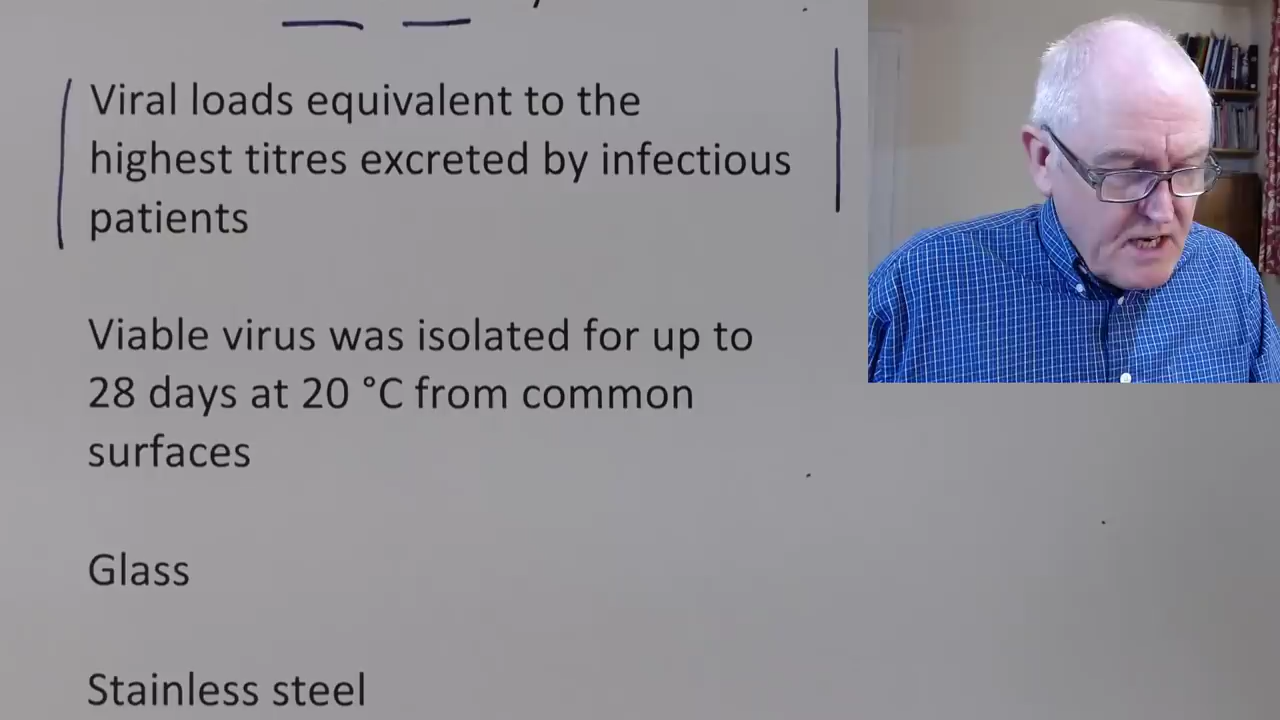 Viral loads equivalent to the
highest titres excreted by infectious
patients
Viable virus was isolated for up to
28 days at 20 °C from common
surfaces
Glass
Stainless steel